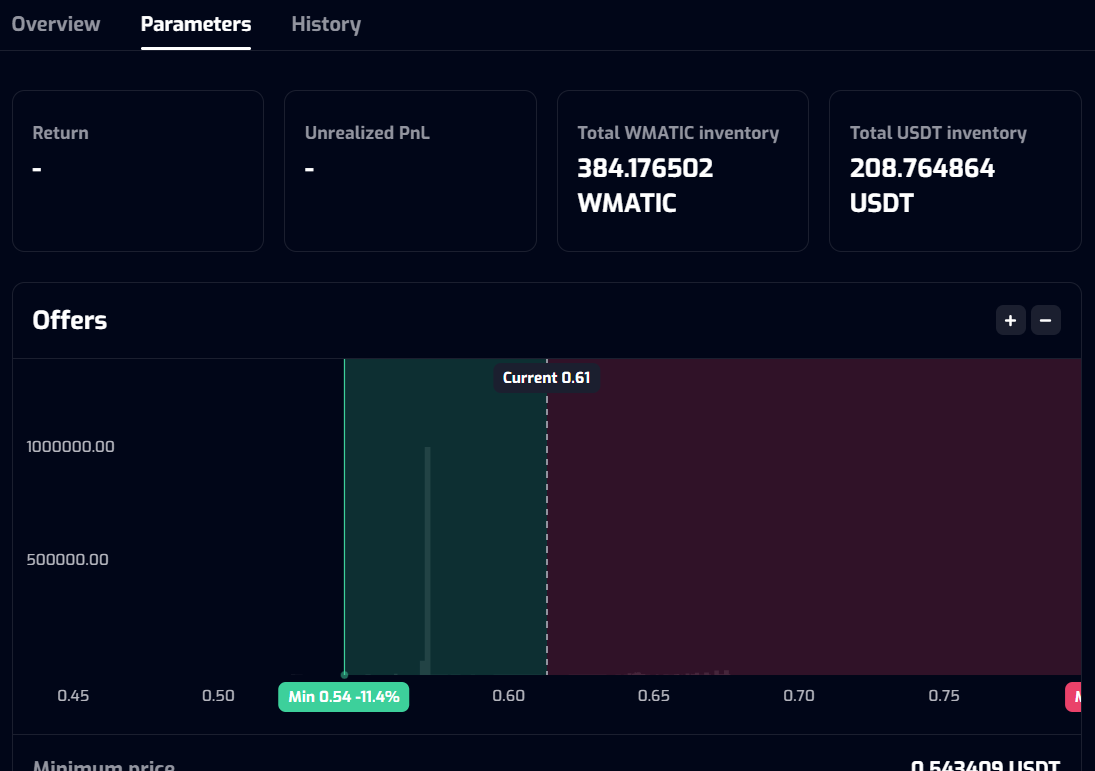 Overview Parameters History
Return Unrealized PnL Total WMATIC inventory Total USDT inventory
- - 384.176502 208.764864
WMATIC USDT
Offers + −
Current 0.61
1000000.00
500000.00
0.45 0.50 Min 0.54 -11.4% 0.60 0.65 0.70 0.75
Minimum price 0.543409 USDT